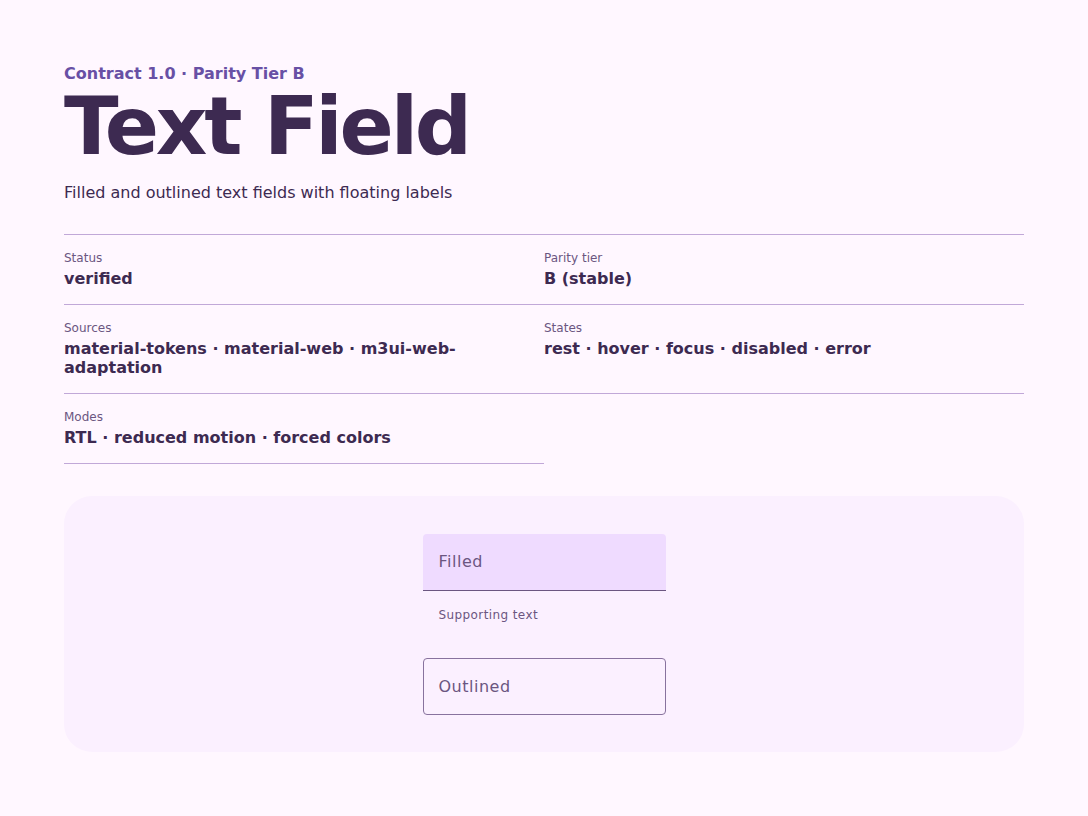 Contract 1.0 · Parity Tier B
Text Field
Filled and outlined text fields with floating labels
Status
verified
Parity tier
B (stable)
Sources
material-tokens · material-web · m3ui-web-
adaptation
States
rest · hover · focus · disabled · error
Modes
RTL · reduced motion · forced colors
Filled
Supporting text
Outlined